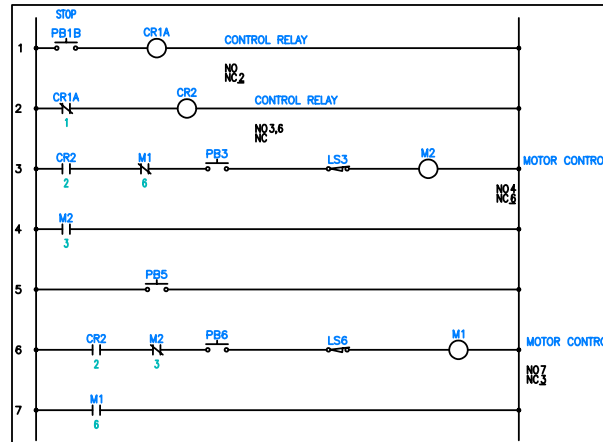 STOP
PB1B CR1A CONTROL RELAY
1
NO
NC 2
CR1A CR2 CONTROL RELAY
2
1
NO 3,6
NC
CR2 M1 PB3 LS3 M2 MOTOR CONTRO
3
2 6
NO 4
NC 6
M2
4
3
PB5
5
CR2 M2 PB6 LS6 M1 MOTOR CONTRO
6
2 3
NO 7
NC 3
M1
7
6